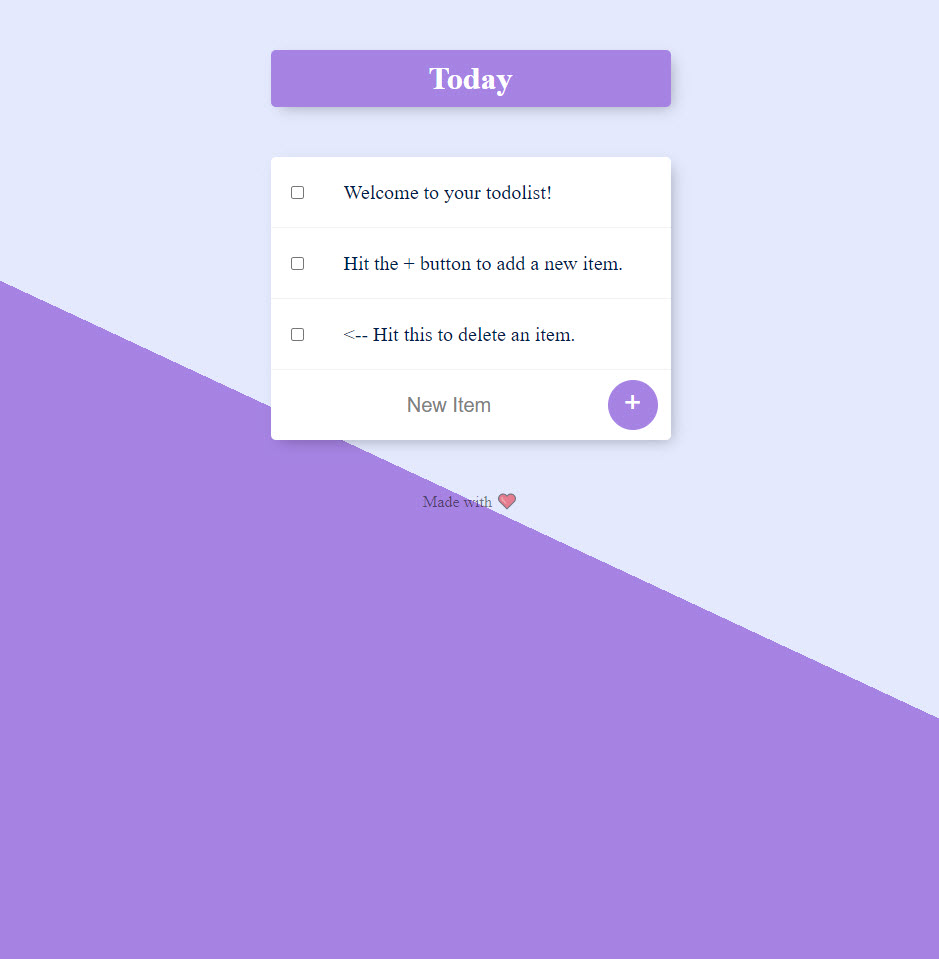 Today
Welcome to your todolist!
Hit the + button to add a new item.
<-- Hit this to delete an item.
New Item
+
Made with ❤